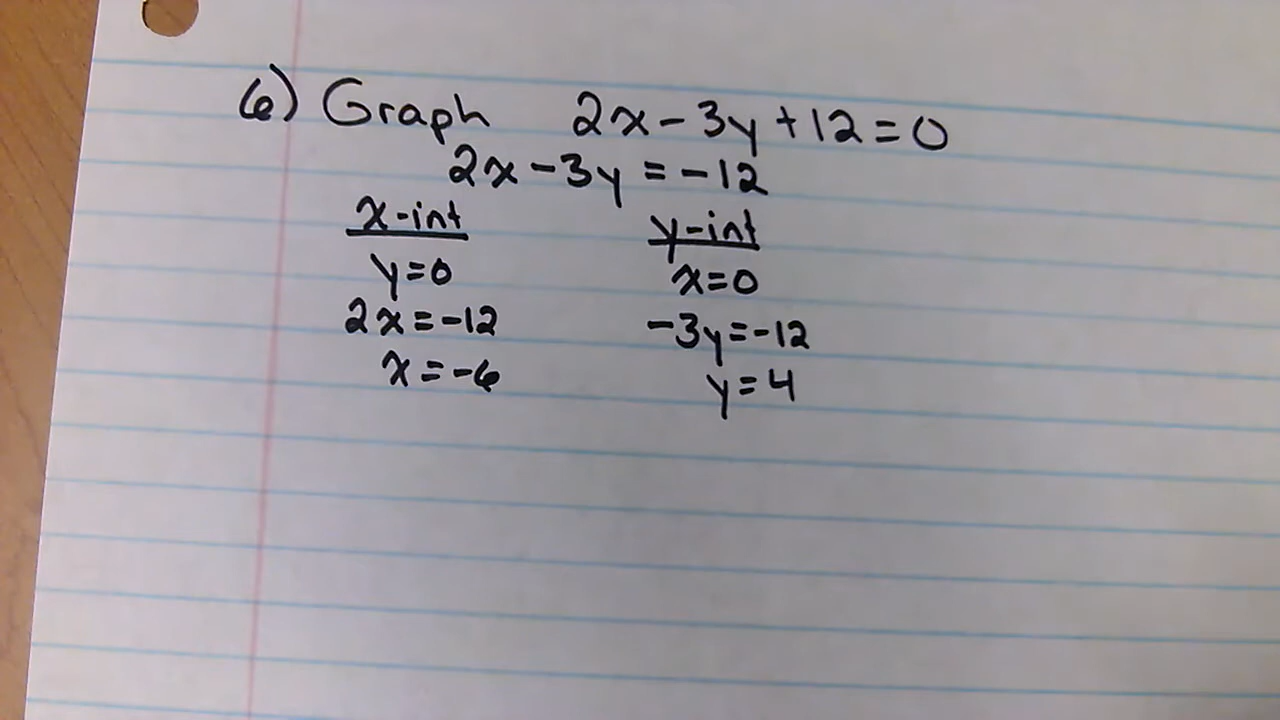 6) Graph 2x-3y+12=0
2x-3y=-12
x-int
y=0
2x=-12
x=-6
y-int
x=0
-3y=-12
y=4